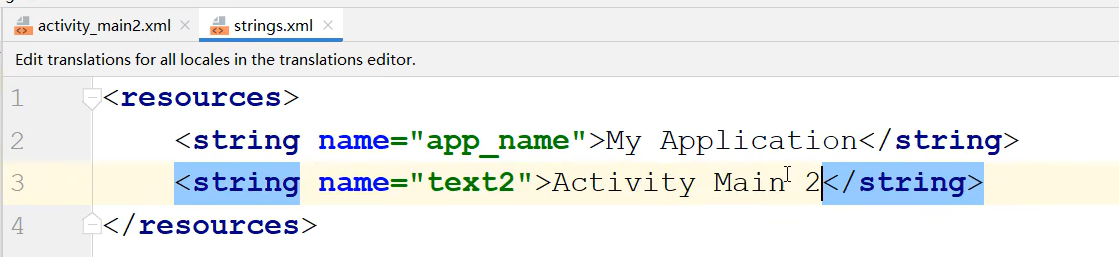 activity_main2.xml strings.xml
Edit translations for all locales in the translations editor.
1 <resources>
2 <string name="app_name">My Application</string>
3 <string name="text2">Activity Main 2</string>
4 </resources>